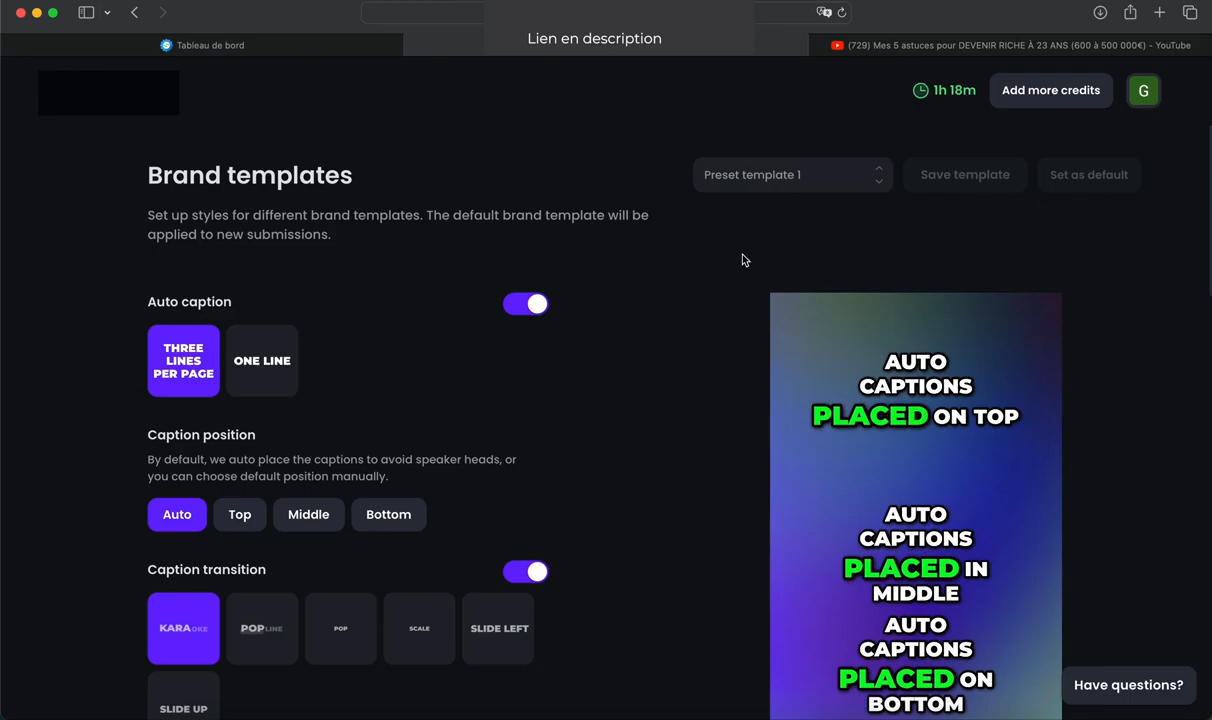 Lien en description
Tableau de bord
(729) Mes 5 astuces pour DEVENIR RICHE À 23 ANS (600 à 500 000€) - YouTube
1h 18m
Add more credits
G
Brand templates
Preset template 1
Save template
Set as default
Set up styles for different brand templates. The default brand template will be
applied to new submissions.
Auto caption
THREE
LINES
PER PAGE
ONE LINE
Caption position
By default, we auto place the captions to avoid speaker heads, or
you can choose default position manually.
Auto
Top
Middle
Bottom
Caption transition
KARAOKE
POPLINE
POP
SCALE
SLIDE LEFT
SLIDE UP
AUTO
CAPTIONS
PLACED ON TOP
AUTO
CAPTIONS
PLACED IN
MIDDLE
AUTO
CAPTIONS
PLACED ON
BOTTOM
Have questions?